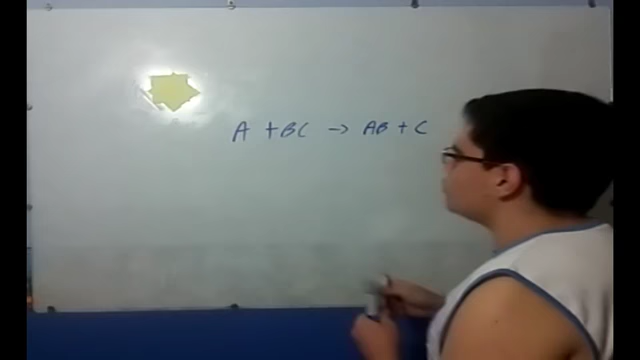 A + BC → AB + C